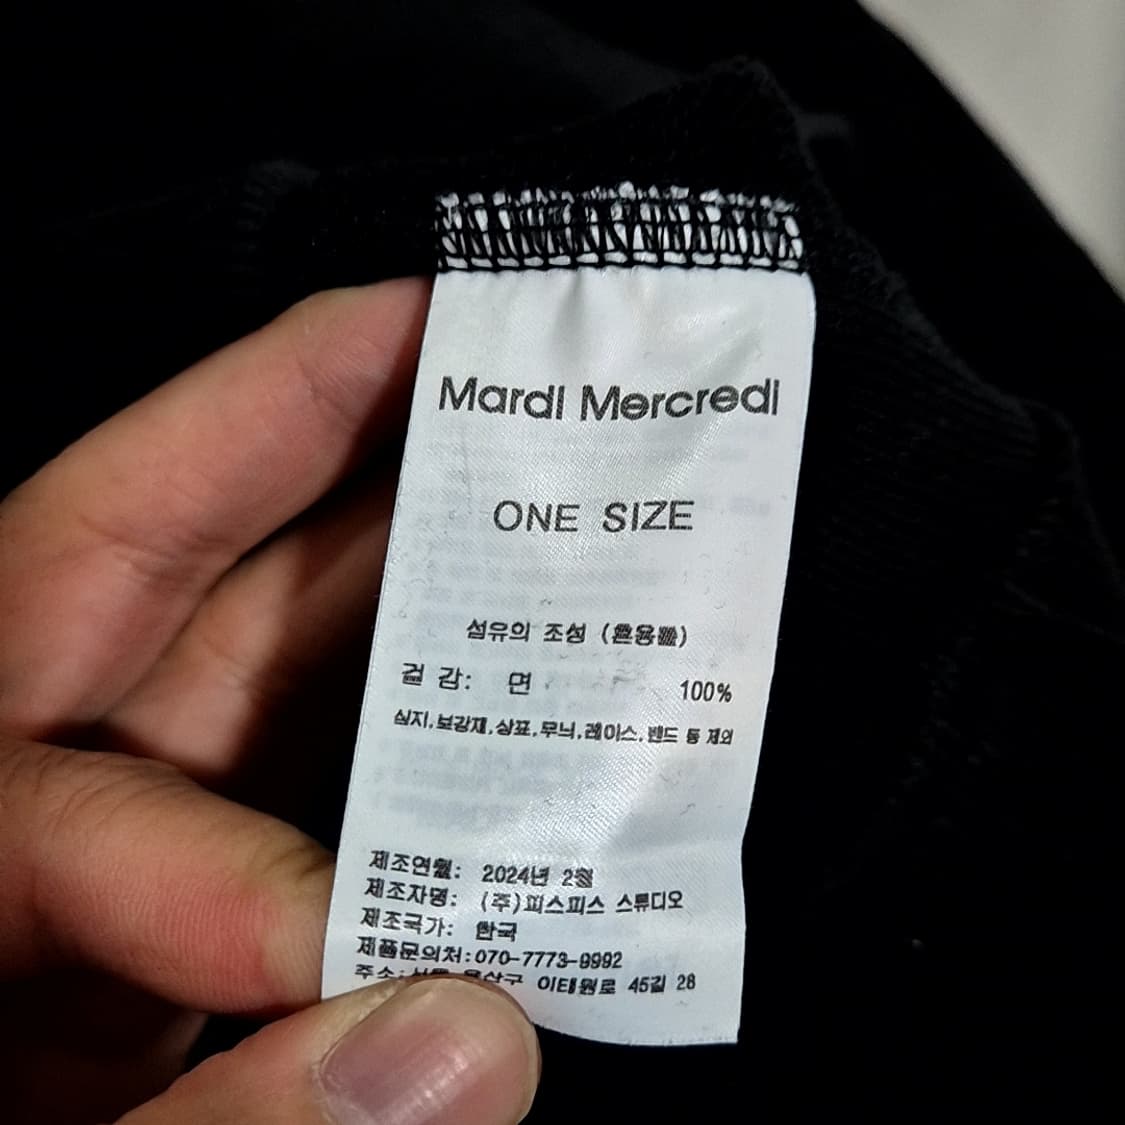 Mardi Mercredi
ONE SIZE
섬유의 조성 (혼용률)
겉 감: 면 100%
심지,보강재,상표,무늬,레이스,밴드 등 제외
제조연월: 2024년 2월
제조자명: (주)피스피스 스튜디오
제조국가: 한국
제품문의처:070-7773-9992
주소: 이태원로 45길 28